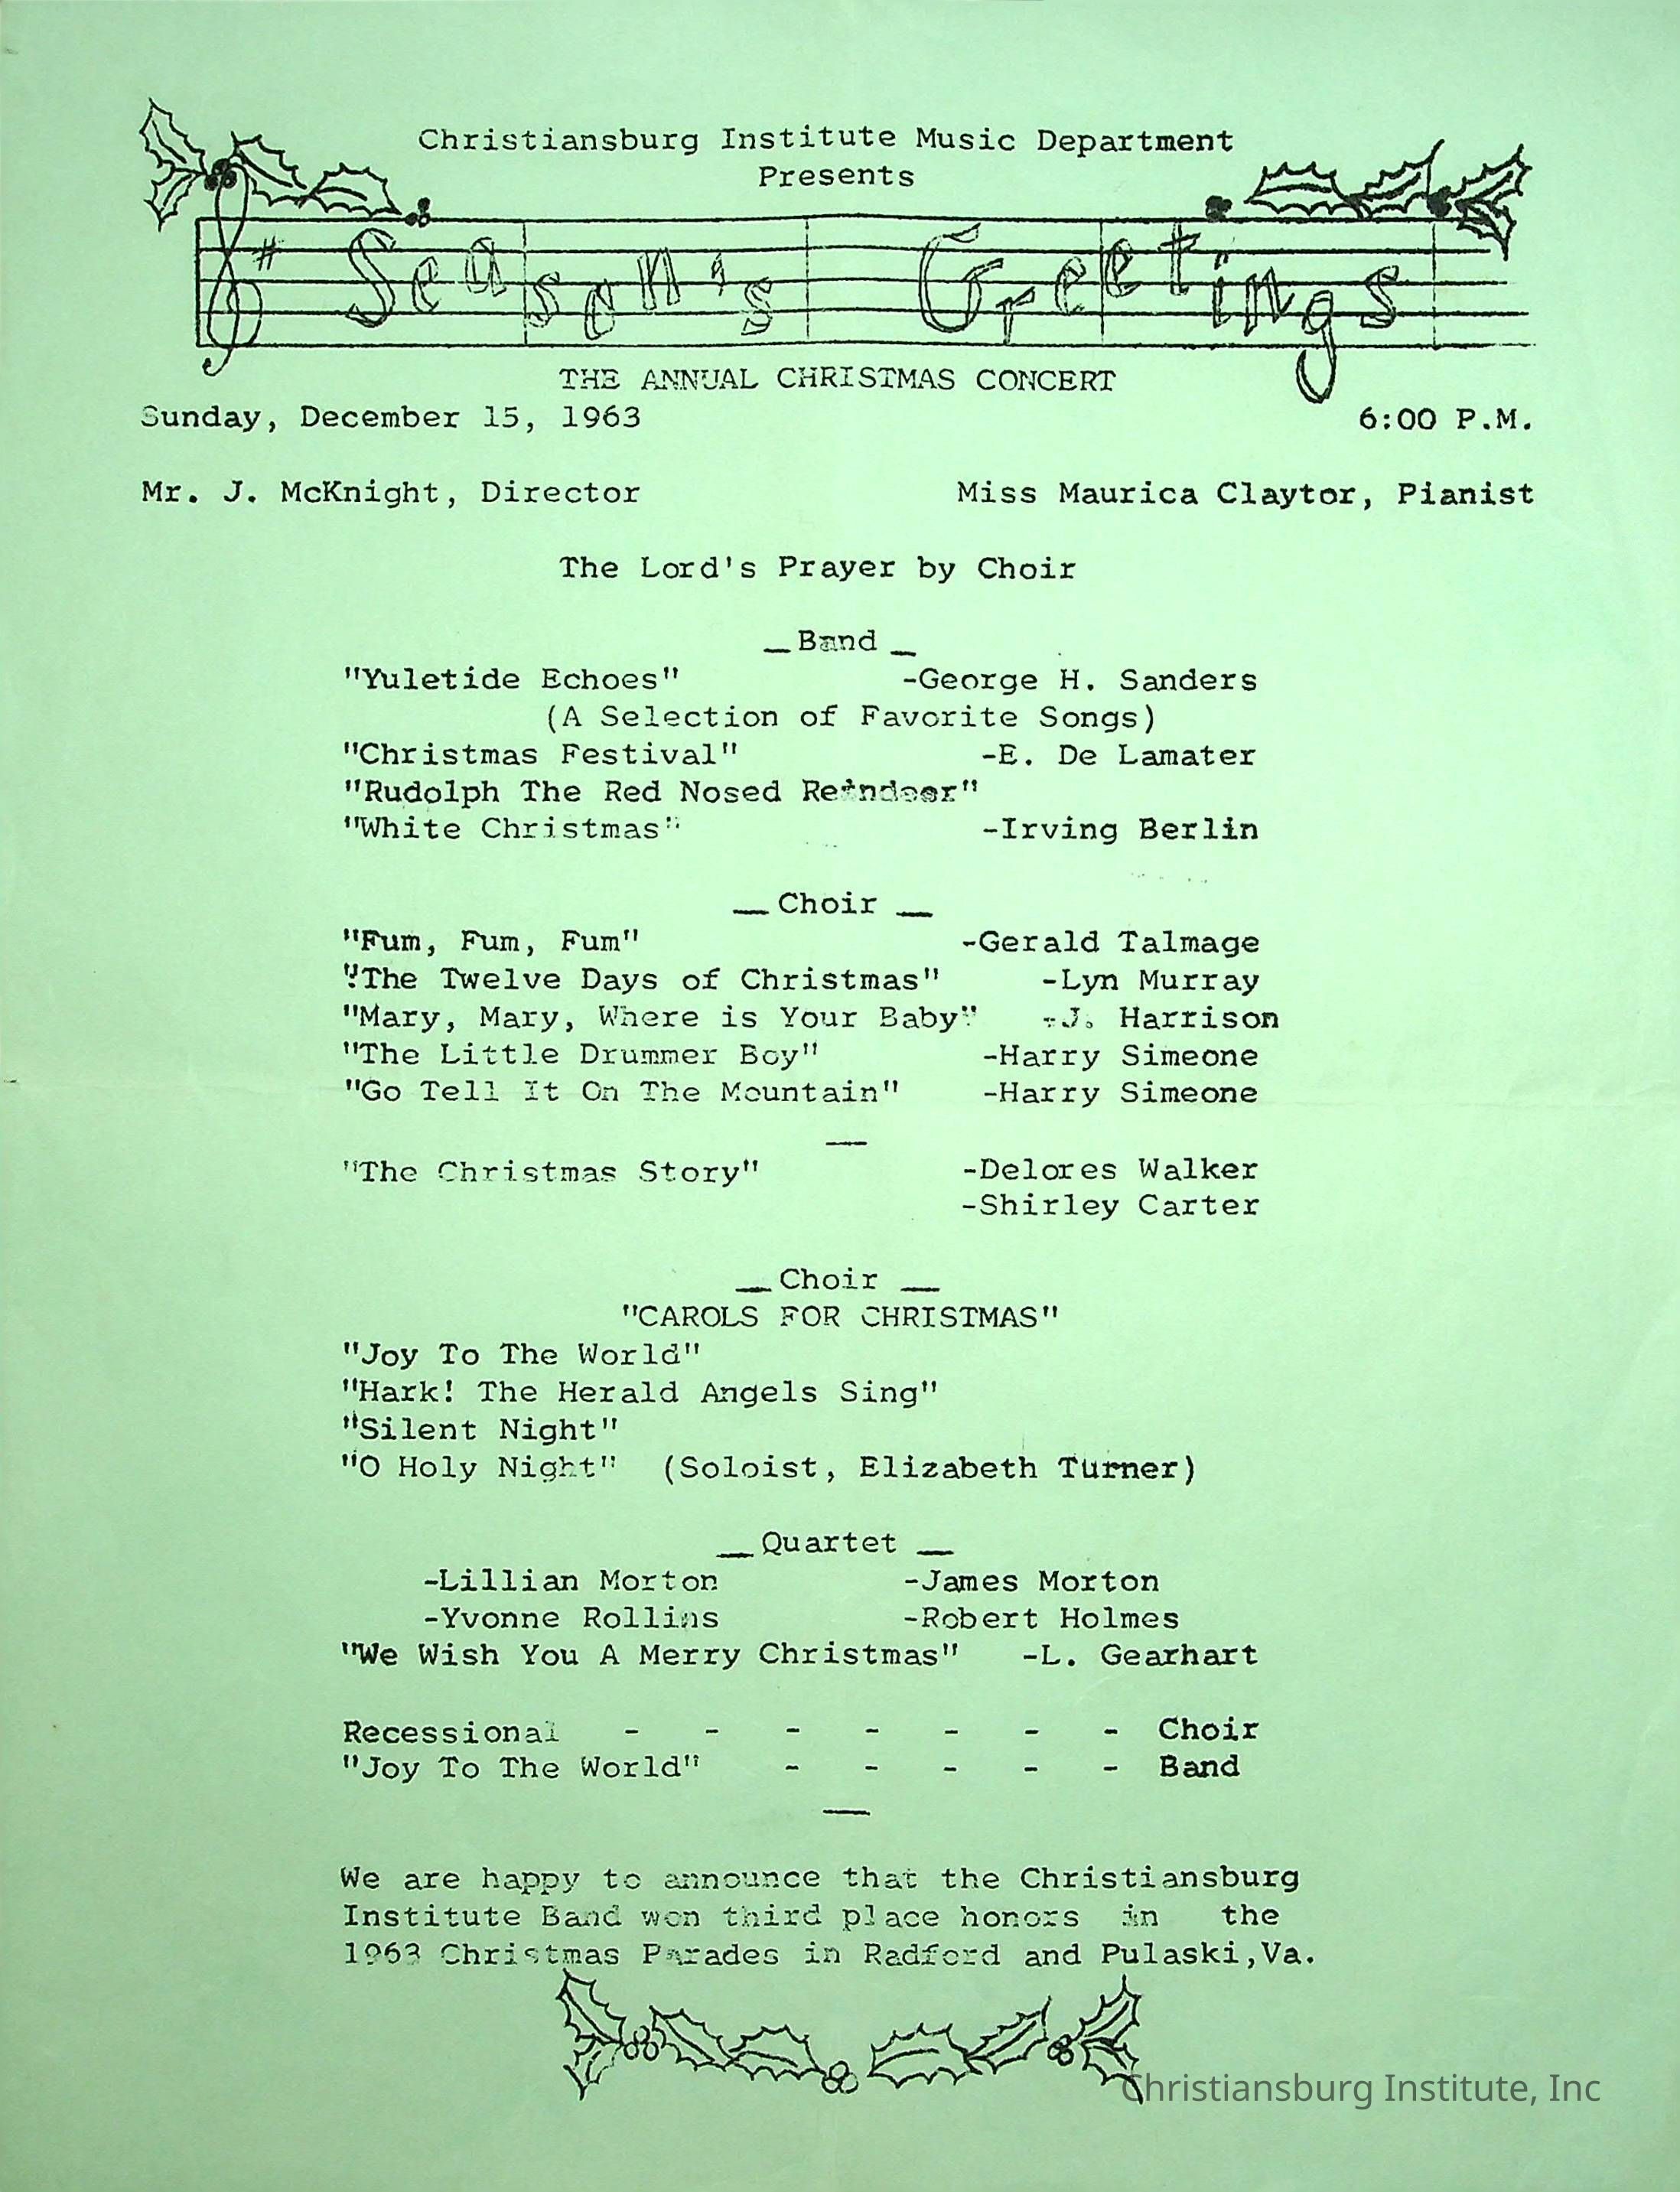 Christiansburg Institute Music Department
Presents
Season's Greetings
THE ANNUAL CHRISTMAS CONCERT
Sunday, December 15, 1963 6:00 P.M.
Mr. J. McKnight, Director Miss Maurica Claytor, Pianist
The Lord's Prayer by Choir
_ Band _
"Yuletide Echoes" -George H. Sanders
(A Selection of Favorite Songs)
"Christmas Festival" -E. De Lamater
"Rudolph The Red Nosed Reindeer"
"White Christmas" -Irving Berlin
_ Choir _
"Fum, Fum, Fum" -Gerald Talmage
"The Twelve Days of Christmas" -Lyn Murray
"Mary, Mary, Where is Your Baby" -J. Harrison
"The Little Drummer Boy" -Harry Simeone
"Go Tell It On The Mountain" -Harry Simeone
"The Christmas Story" -Delores Walker
-Shirley Carter
_ Choir _
"CAROLS FOR CHRISTMAS"
"Joy To The World"
"Hark! The Herald Angels Sing"
"Silent Night"
"O Holy Night" (Soloist, Elizabeth Turner)
_ Quartet _
-Lillian Morton -James Morton
-Yvonne Rollins -Robert Holmes
"We Wish You A Merry Christmas" -L. Gearhart
Recessional - - - - - - - Choir
"Joy To The World" - - - - - Band
We are happy to announce that the Christiansburg
Institute Band won third place honors in the
1963 Christmas Parades in Radford and Pulaski,Va.
Christiansburg Institute, Inc